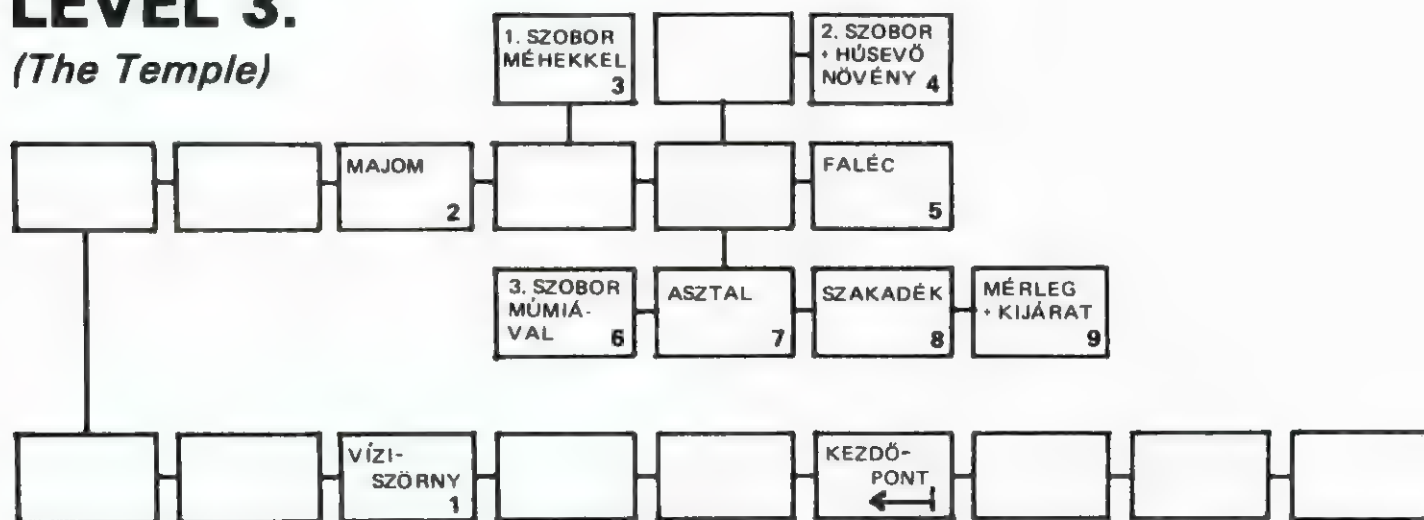 LEVEL 3.
(The Temple)
1. SZOBOR
MÉHEKKEL
3
2. SZOBOR
+ HÚSEVŐ
NÖVÉNY 4
MAJOM
2
FALÉC
5
3. SZOBOR
MÚMIÁ-
VAL 6
ASZTAL
7
SZAKADÉK
8
MÉRLEG
+ KIJÁRAT
9
VÍZI-
SZÖRNY
1
KEZDŐ-
PONT